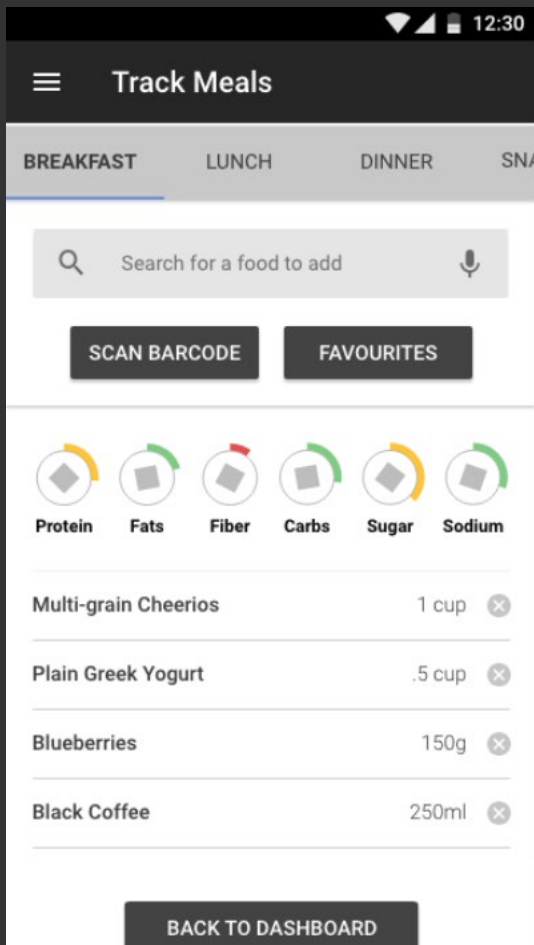 12:30
Track Meals
BREAKFAST LUNCH DINNER SNA
Search for a food to add
SCAN BARCODE FAVOURITES
Protein Fats Fiber Carbs Sugar Sodium
Multi-grain Cheerios 1 cup
Plain Greek Yogurt .5 cup
Blueberries 150g
Black Coffee 250ml
BACK TO DASHBOARD